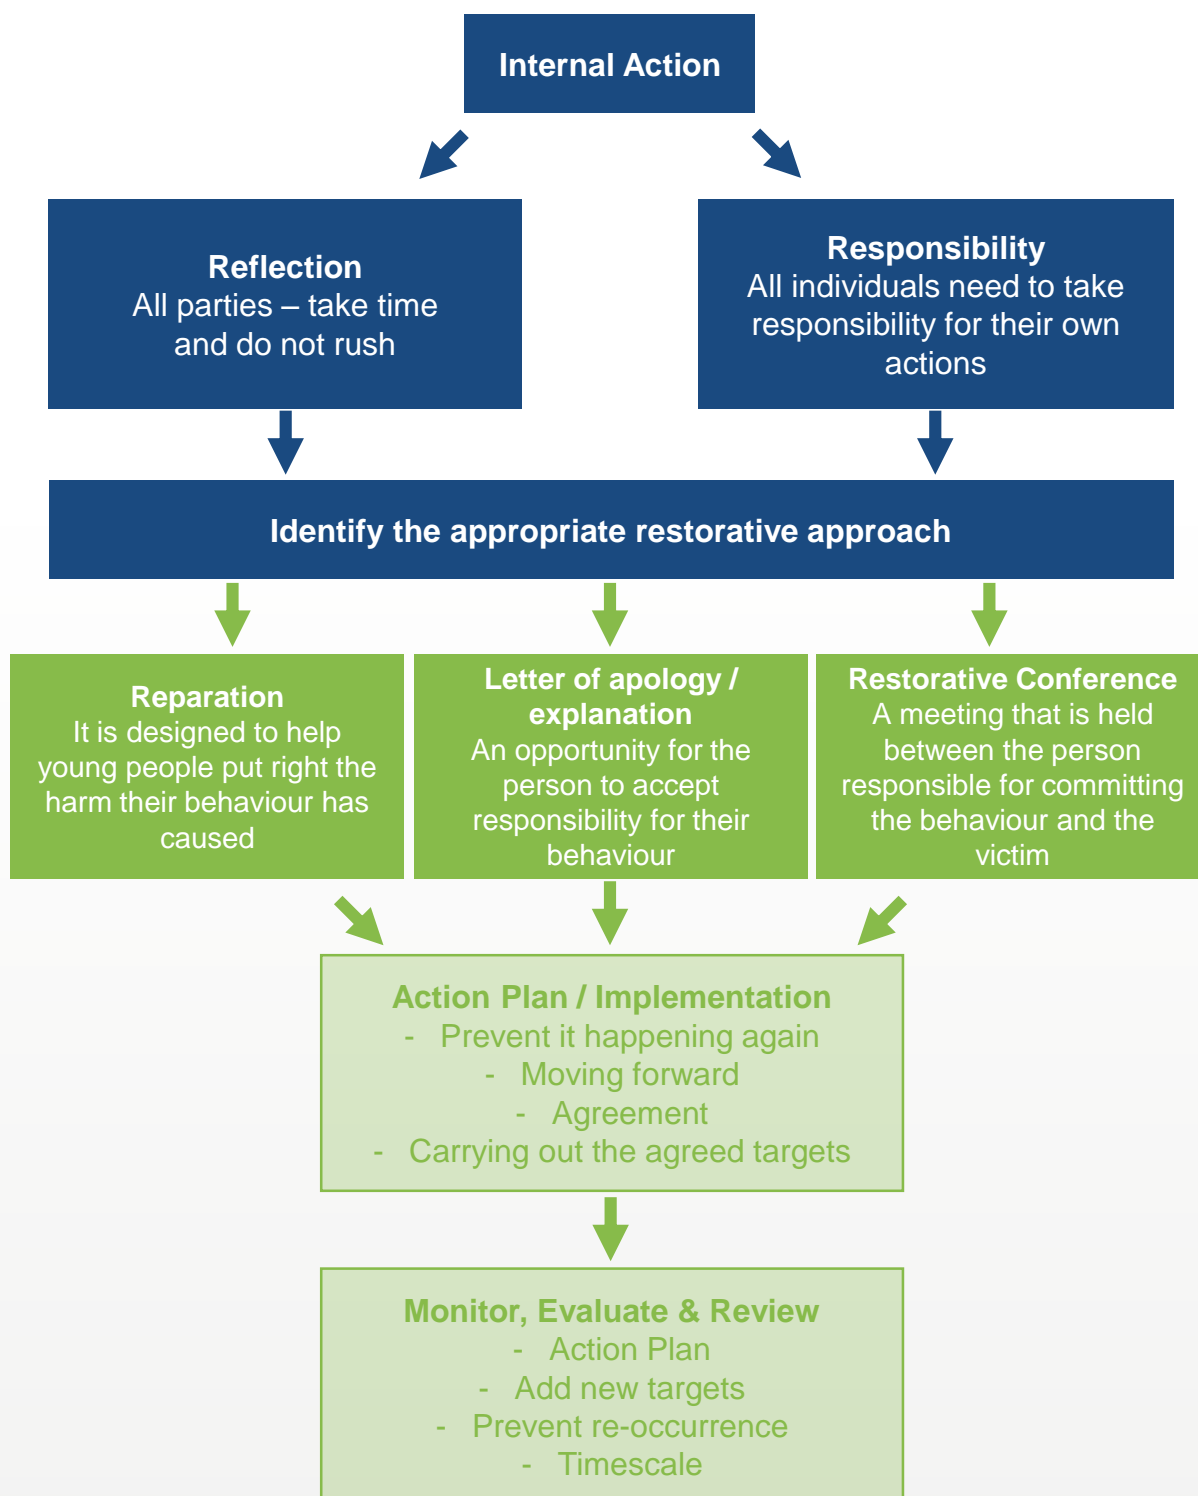 Internal Action
Reflection
All parties – take time
and do not rush
Responsibility
All individuals need to take
responsibility for their own
actions
Identify the appropriate restorative approach
Reparation
It is designed to help
young people put right the
harm their behaviour has
caused
Letter of apology /
explanation
An opportunity for the
person to accept
responsibility for their
behaviour
Restorative Conference
A meeting that is held
between the person
responsible for committing
the behaviour and the
victim
Action Plan / Implementation
- Prevent it happening again
- Moving forward
- Agreement
- Carrying out the agreed targets
Monitor, Evaluate & Review
- Action Plan
- Add new targets
- Prevent re-occurrence
- Timescale